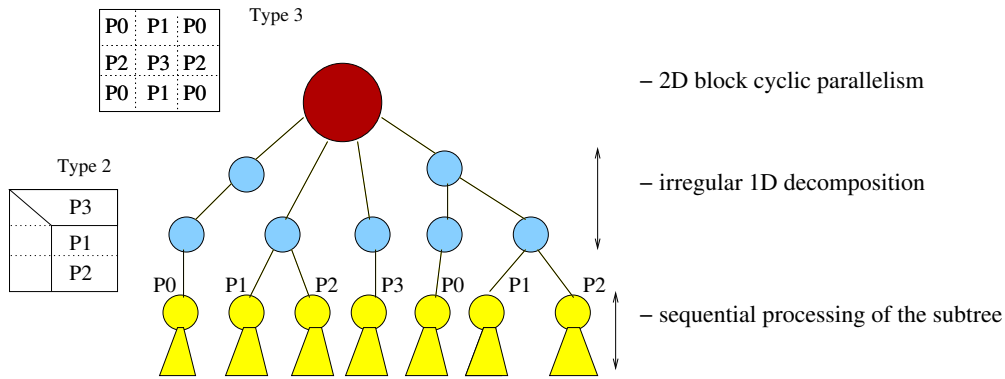 Type 3
P0 P1 P0
P2 P3 P2
P0 P1 P0
– 2D block cyclic parallelism
Type 2
P3
P1
P2
– irregular 1D decomposition
P0 P1 P2 P3 P0 P1 P2
– sequential processing of the subtree